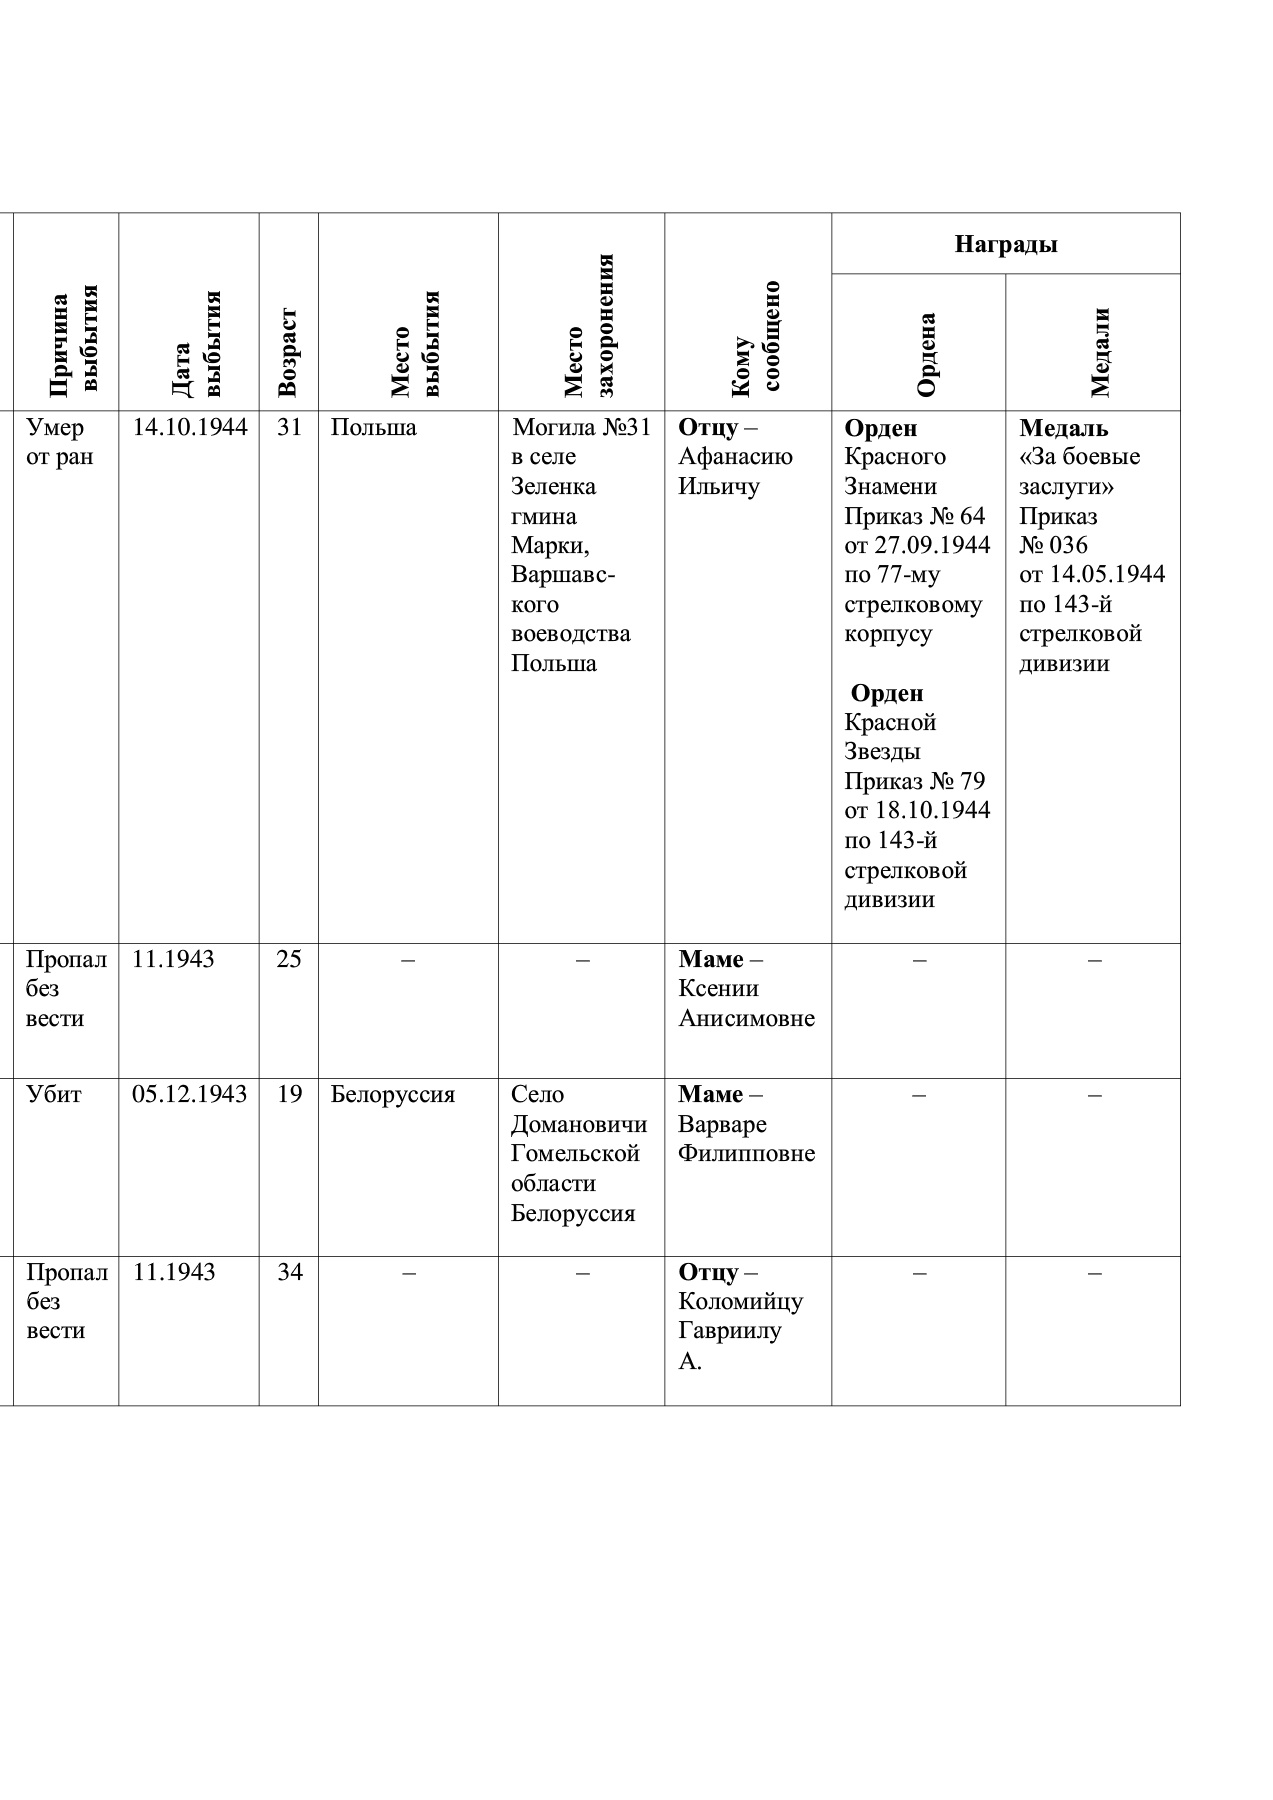 Причина
выбытия
Дата
выбытия
Возраст
Место
выбытия
Место
захоронения
Кому
сообщено
Награды
Ордена
Медали
Умер
от ран
14.10.1944
31
Польша
Могила №31
в селе
Зеленка
гмина
Марки,
Варшавс-
кого
воеводства
Польша
Отцу –
Афанасию
Ильичу
Орден
Красного
Знамени
Приказ № 64
от 27.09.1944
по 77-му
стрелковому
корпусу
Орден
Красной
Звезды
Приказ № 79
от 18.10.1944
по 143-й
стрелковой
дивизии
Медаль
«За боевые
заслуги»
Приказ
№ 036
от 14.05.1944
по 143-й
стрелковой
дивизии
Пропал
без
вести
11.1943
25
–
–
Маме –
Ксении
Анисимовне
–
–
Убит
05.12.1943
19
Белоруссия
Село
Домановичи
Гомельской
области
Белоруссия
Маме –
Варваре
Филипповне
–
–
Пропал
без
вести
11.1943
34
–
–
Отцу –
Коломийцу
Гавриилу
А.
–
–